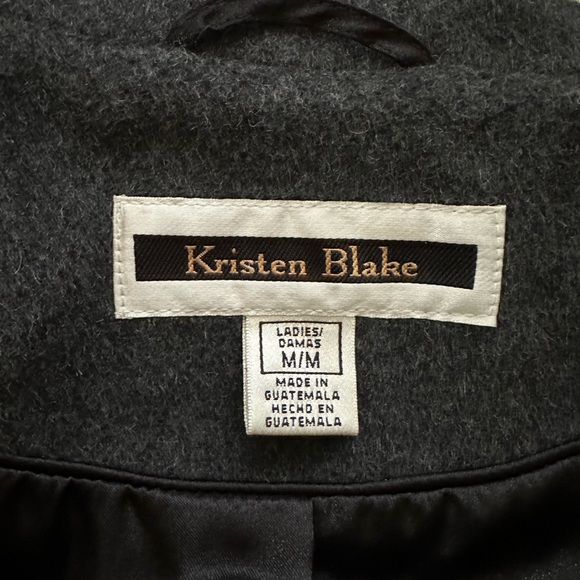 Kristen Blake
LADIES/
DAMAS
M/M
MADE IN
GUATEMALA
HECHO EN
GUATEMALA